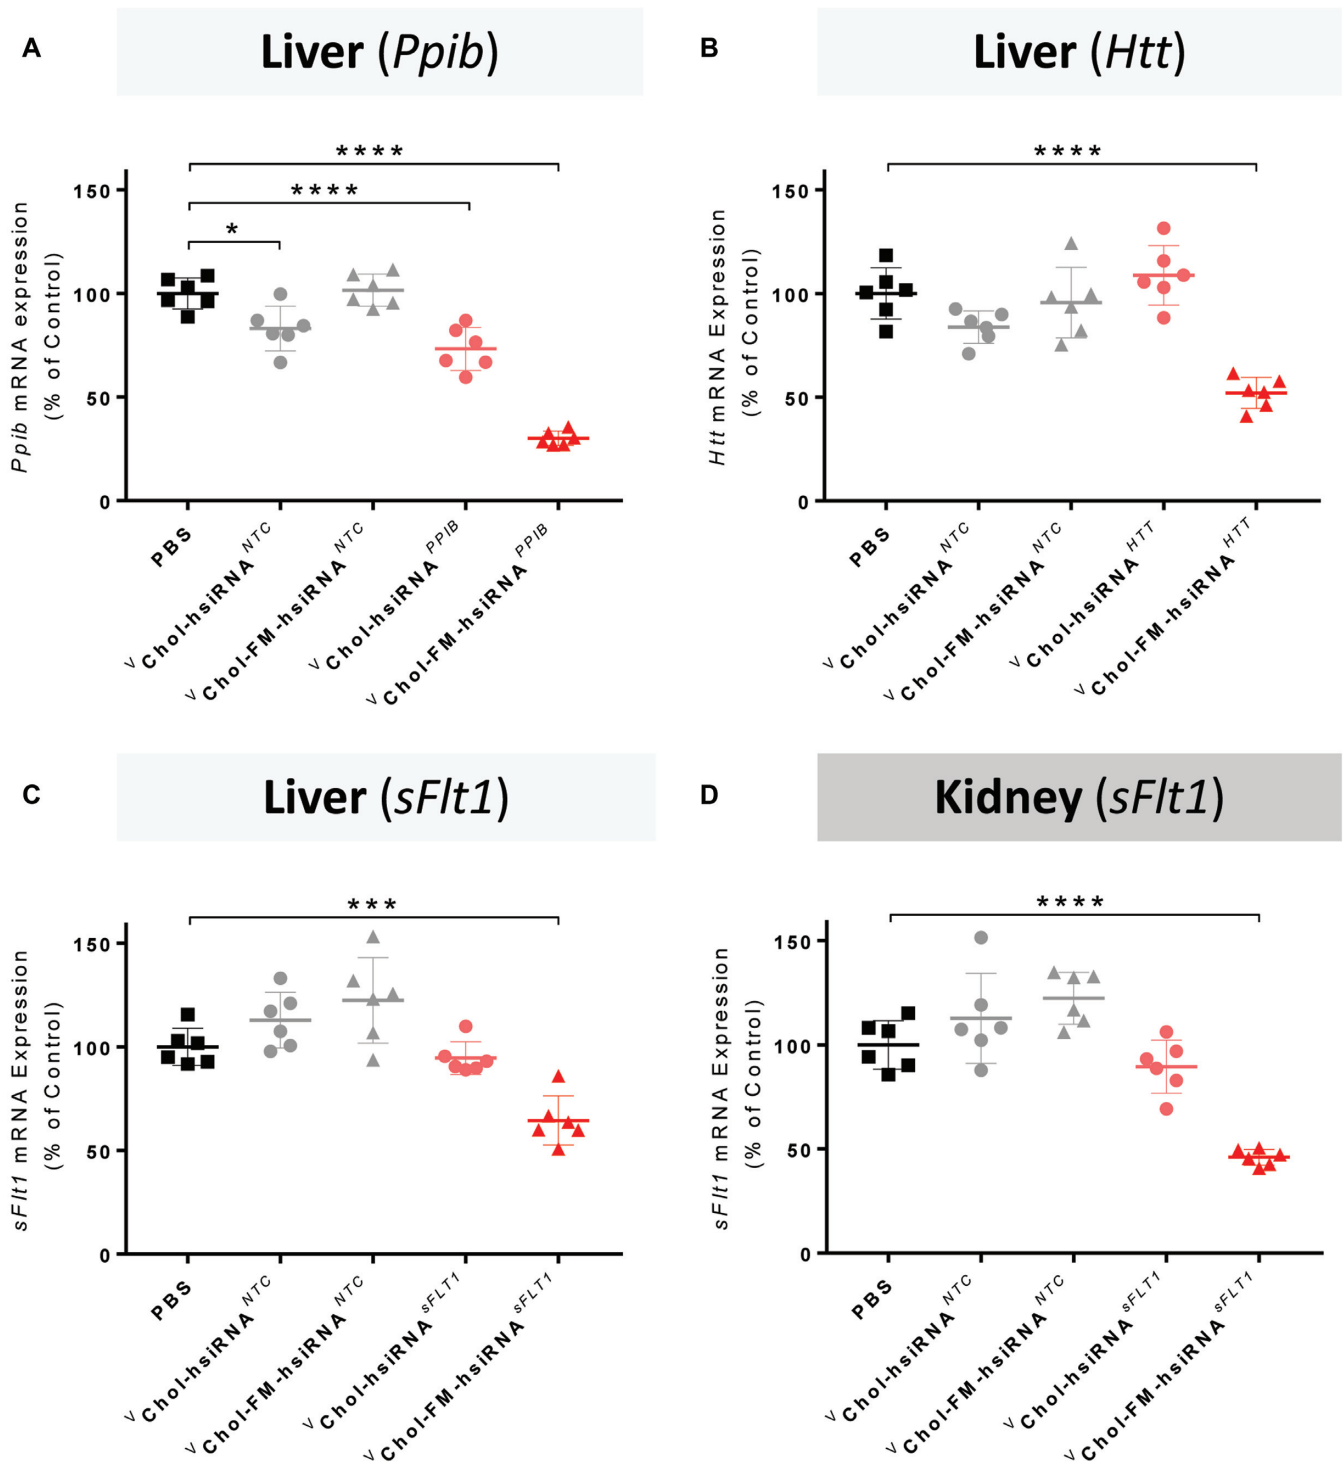 A
Liver (Ppib)
Ppib mRNA expression
(% of Control)
150
100
50
0
****
****
*
PBS
√Chol-hsiRNA^NTC
√Chol-FM-hsiRNA^NTC
√Chol-hsiRNA^PPIB
√Chol-FM-hsiRNA^PPIB
B
Liver (Htt)
Htt mRNA Expression
(% of Control)
150
100
50
0
****
PBS
√Chol-hsiRNA^NTC
√Chol-FM-hsiRNA^NTC
√Chol-hsiRNA^HTT
√Chol-FM-hsiRNA^HTT
C
Liver (sFlt1)
sFlt1 mRNA Expression
(% of Control)
150
100
50
0
***
PBS
√Chol-hsiRNA^NTC
√Chol-FM-hsiRNA^NTC
√Chol-hsiRNA^sFLT1
√Chol-FM-hsiRNA^sFLT1
D
Kidney (sFlt1)
sFlt1 mRNA Expression
(% of Control)
150
100
50
0
****
PBS
√Chol-hsiRNA^NTC
√Chol-FM-hsiRNA^NTC
√Chol-hsiRNA^sFLT1
√Chol-FM-hsiRNA^sFLT1